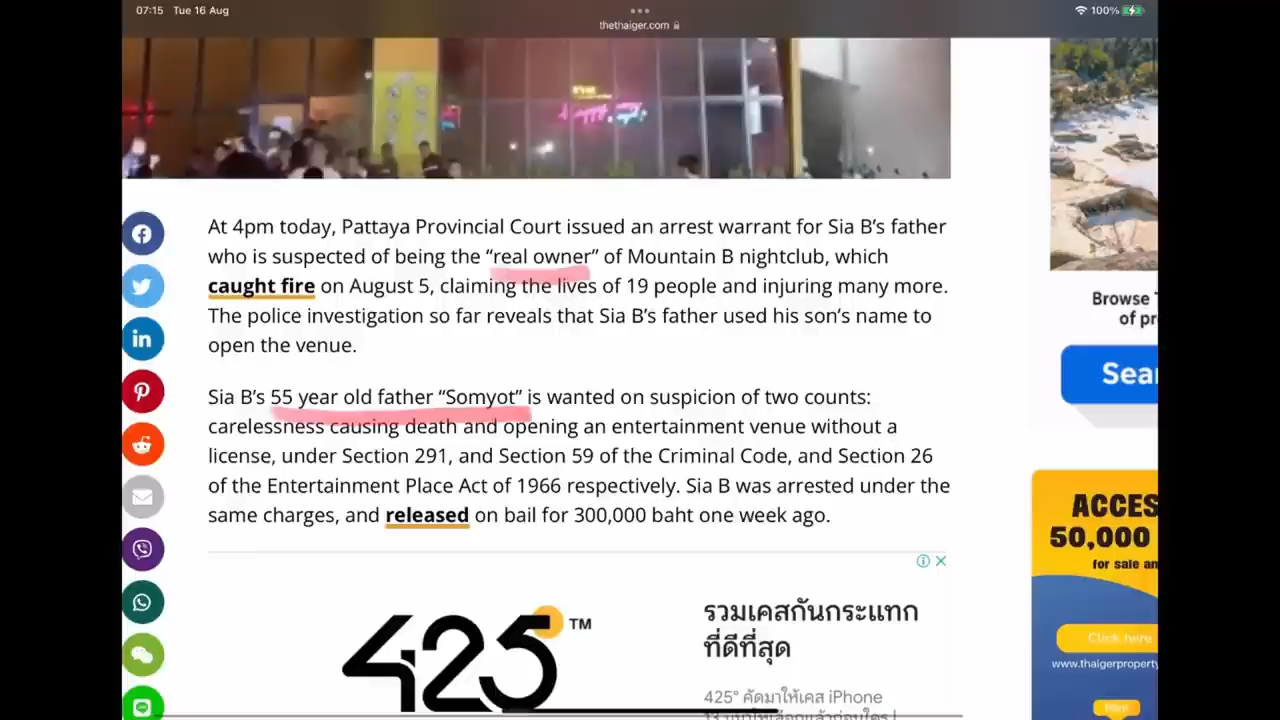 07:15 Tue 16 Aug
thethaiger.com
100%
At 4pm today, Pattaya Provincial Court issued an arrest warrant for Sia B’s father
who is suspected of being the “real owner” of Mountain B nightclub, which
caught fire on August 5, claiming the lives of 19 people and injuring many more.
The police investigation so far reveals that Sia B’s father used his son’s name to
open the venue.
Sia B’s 55 year old father “Somyot” is wanted on suspicion of two counts:
carelessness causing death and opening an entertainment venue without a
license, under Section 291, and Section 59 of the Criminal Code, and Section 26
of the Entertainment Place Act of 1966 respectively. Sia B was arrested under the
same charges, and released on bail for 300,000 baht one week ago.
Browse
of pr
Sear
ACCES
50,000
for sale an
Click here
www.thaigerproperty
425 TM
รวมเคสกันกระแทก
ที่ดีที่สุด
425° คัดมาให้เคส iPhone